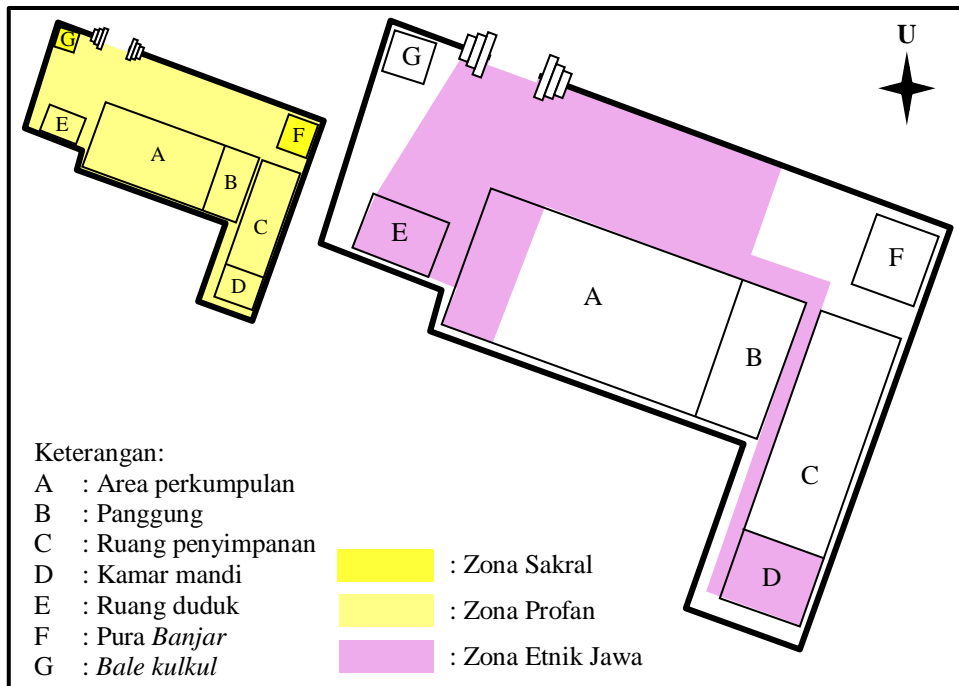 G
E
A
B
F
C
D
G
U
E
A
B
F
C
D
Keterangan:
A : Area perkumpulan
B : Panggung
C : Ruang penyimpanan
D : Kamar mandi
E : Ruang duduk
F : Pura Banjar
G : Bale kulkul
: Zona Sakral
: Zona Profan
: Zona Etnik Jawa